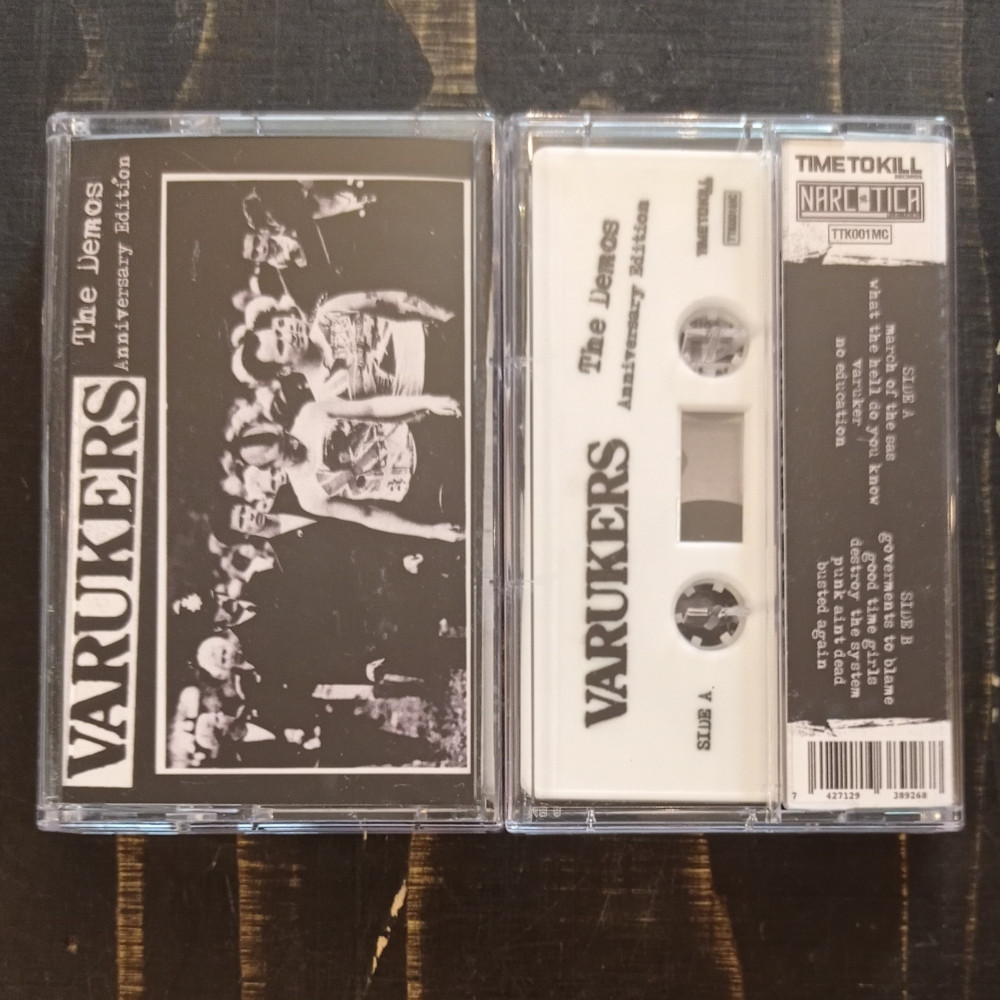 VARUKERS
The Demos
Anniversary Edition
VARUKERS
The Demos
Anniversary Edition
SIDE A.
TIME TO KILL
RECORDS
NARCOTICA
TTK001MC
SIDE A
march of the sas
what the hell do you know
varuker
no education
SIDE B
goverments to blame
good time girls
destroy the system
punk aint dead
busted again
7 427129 389268